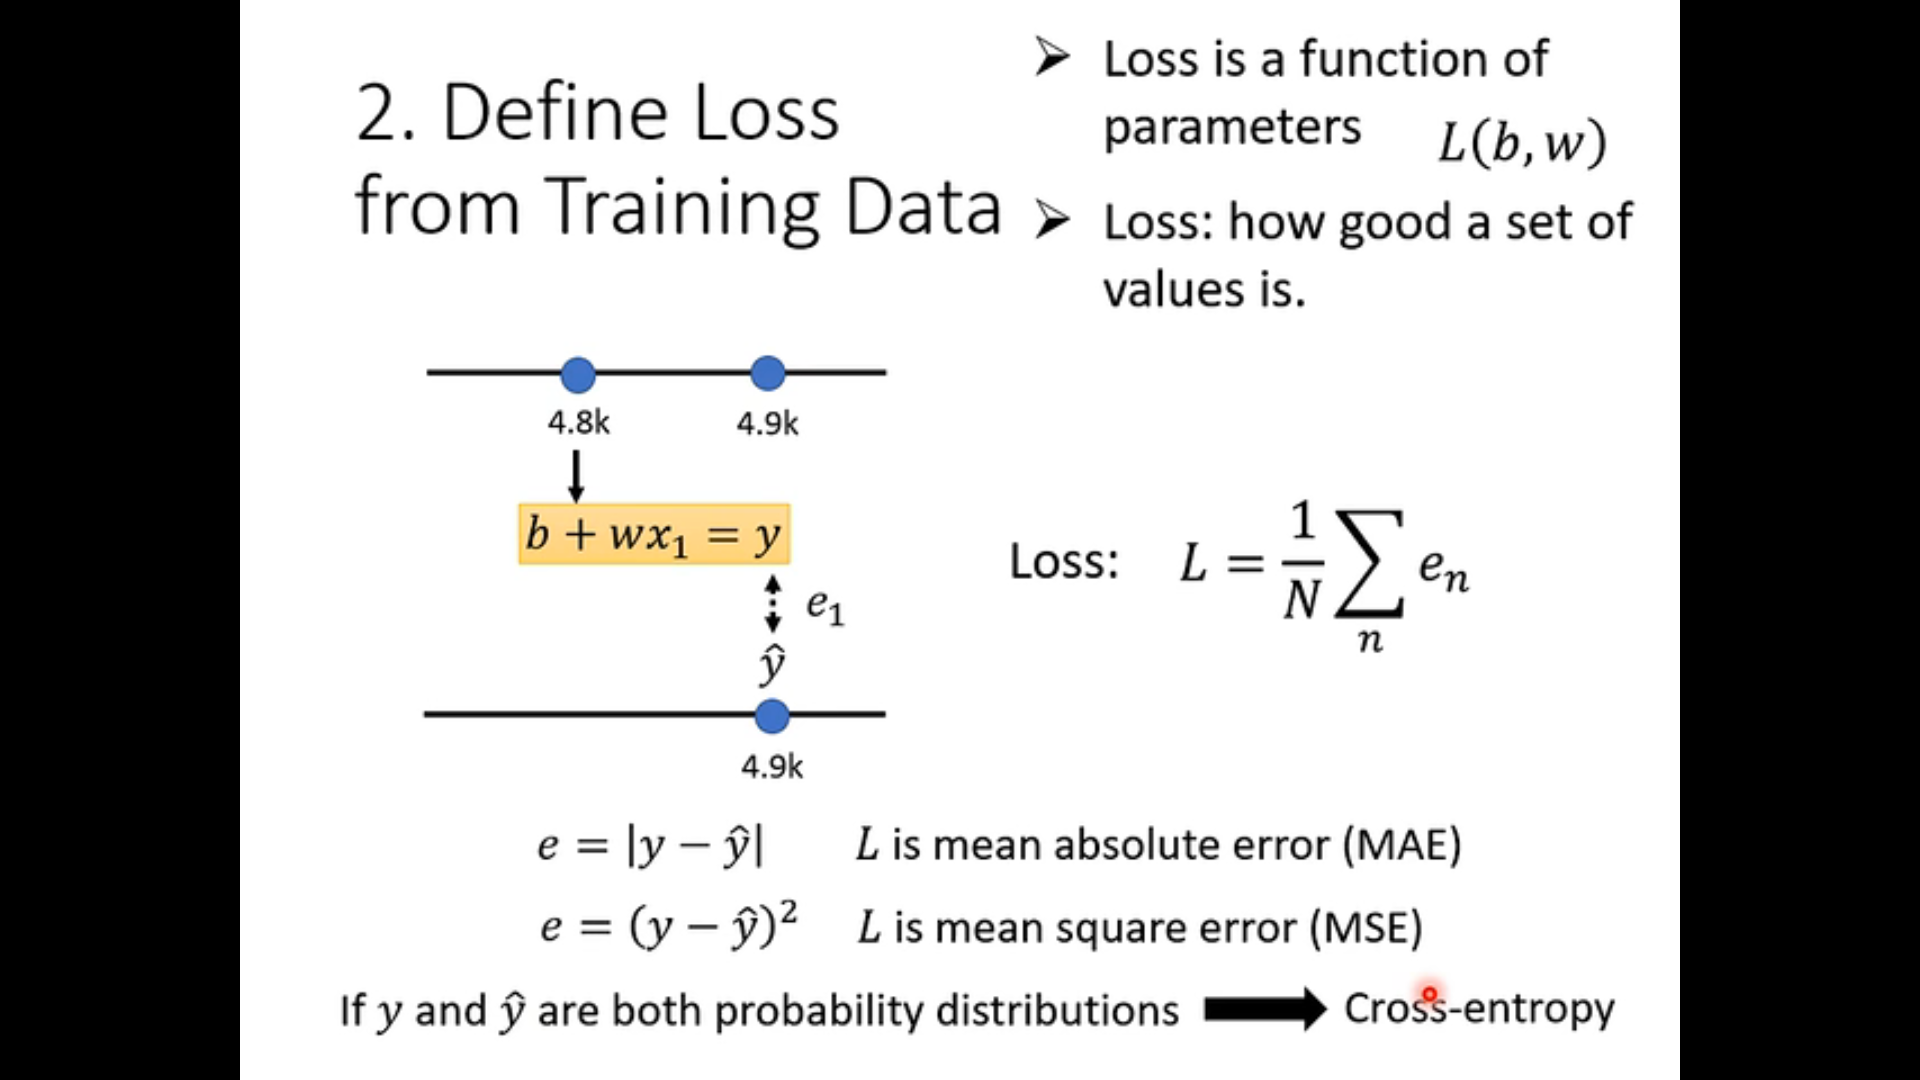 2. Define Loss
from Training Data
➢ Loss is a function of
parameters L(b, w)
➢ Loss: how good a set of
values is.
4.8k 4.9k
b + wx₁ = y
e₁
ŷ
4.9k
Loss: L = 1/N ∑ₙ eₙ
e = |y − ŷ| L is mean absolute error (MAE)
e = (y − ŷ)² L is mean square error (MSE)
If y and ŷ are both probability distributions Cross-entropy